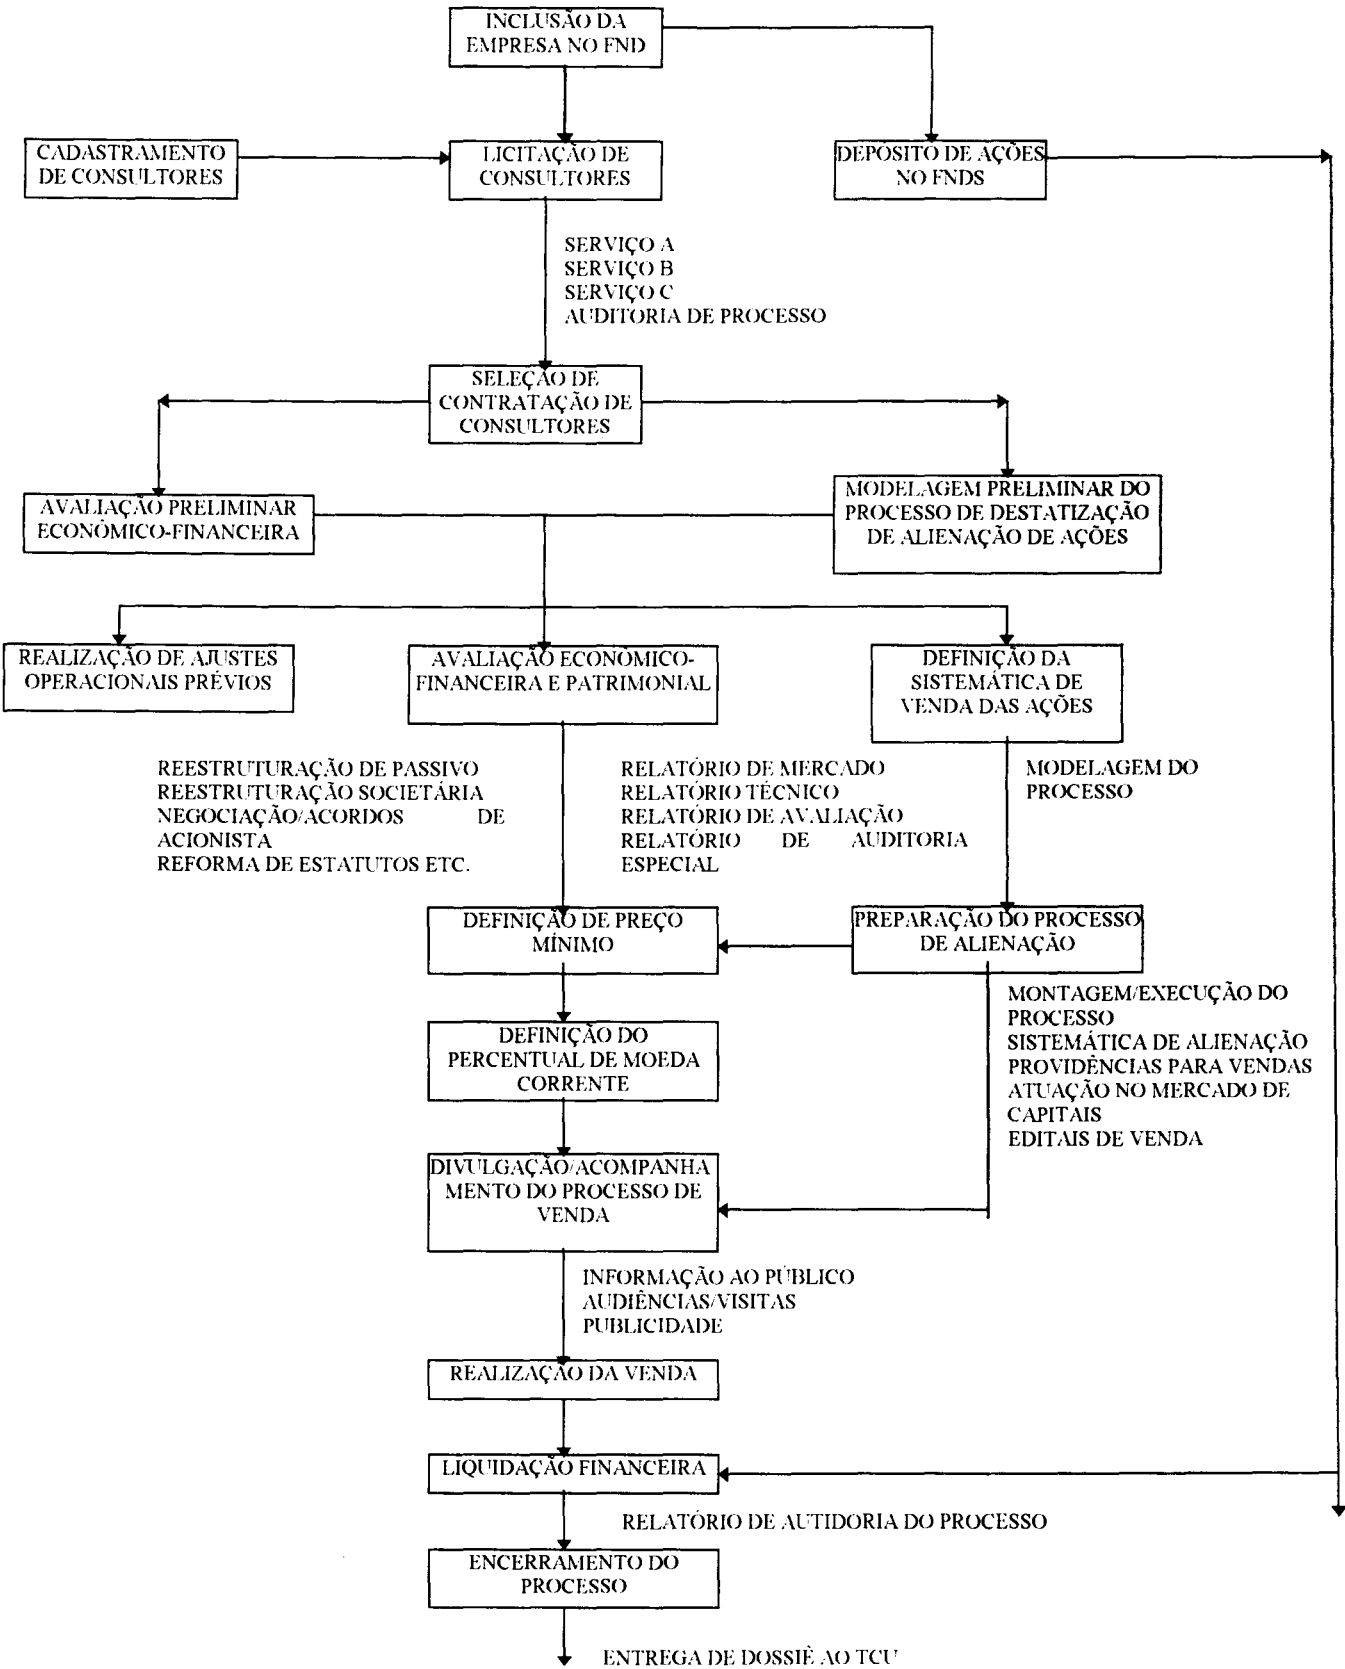 INCLUSÃO DA
EMPRESA NO FND
CADASTRAMENTO
DE CONSULTORES
LICITAÇÃO DE
CONSULTORES
DEPÓSITO DE AÇÕES
NO FNDS
SERVIÇO A
SERVIÇO B
SERVIÇO C
AUDITORIA DE PROCESSO
SELEÇÃO DE
CONTRATAÇÃO DE
CONSULTORES
AVALIAÇÃO PRELIMINAR
ECONÔMICO-FINANCEIRA
MODELAGEM PRELIMINAR DO
PROCESSO DE DESTATIZAÇÃO
DE ALIENAÇÃO DE AÇÕES
REALIZAÇÃO DE AJUSTES
OPERACIONAIS PRÉVIOS
AVALIAÇÃO ECONÔMICO-
FINANCEIRA E PATRIMONIAL
DEFINIÇÃO DA
SISTEMÁTICA DE
VENDA DAS AÇÕES
REESTRUTURAÇÃO DE PASSIVO
REESTRUTURAÇÃO SOCIETÁRIA
NEGOCIAÇÃO/ACORDOS DE
ACIONISTA
REFORMA DE ESTATUTOS ETC.
RELATÓRIO DE MERCADO
RELATÓRIO TÉCNICO
RELATÓRIO DE AVALIAÇÃO
RELATÓRIO DE AUDITORIA
ESPECIAL
MODELAGEM DO
PROCESSO
DEFINIÇÃO DE PREÇO
MÍNIMO
PREPARAÇÃO DO PROCESSO
DE ALIENAÇÃO
MONTAGEM/EXECUÇÃO DO
PROCESSO
SISTEMÁTICA DE ALIENAÇÃO
PROVIDÊNCIAS PARA VENDAS
ATUAÇÃO NO MERCADO DE
CAPITAIS
EDITAIS DE VENDA
DEFINIÇÃO DO
PERCENTUAL DE MOEDA
CORRENTE
DIVULGAÇÃO/ACOMPANHA
MENTO DO PROCESSO DE
VENDA
INFORMAÇÃO AO PÚBLICO
AUDIÊNCIAS/VISITAS
PUBLICIDADE
REALIZAÇÃO DA VENDA
LIQUIDAÇÃO FINANCEIRA
RELATÓRIO DE AUTIDORIA DO PROCESSO
ENCERRAMENTO DO
PROCESSO
ENTREGA DE DOSSIÊ AO TCU